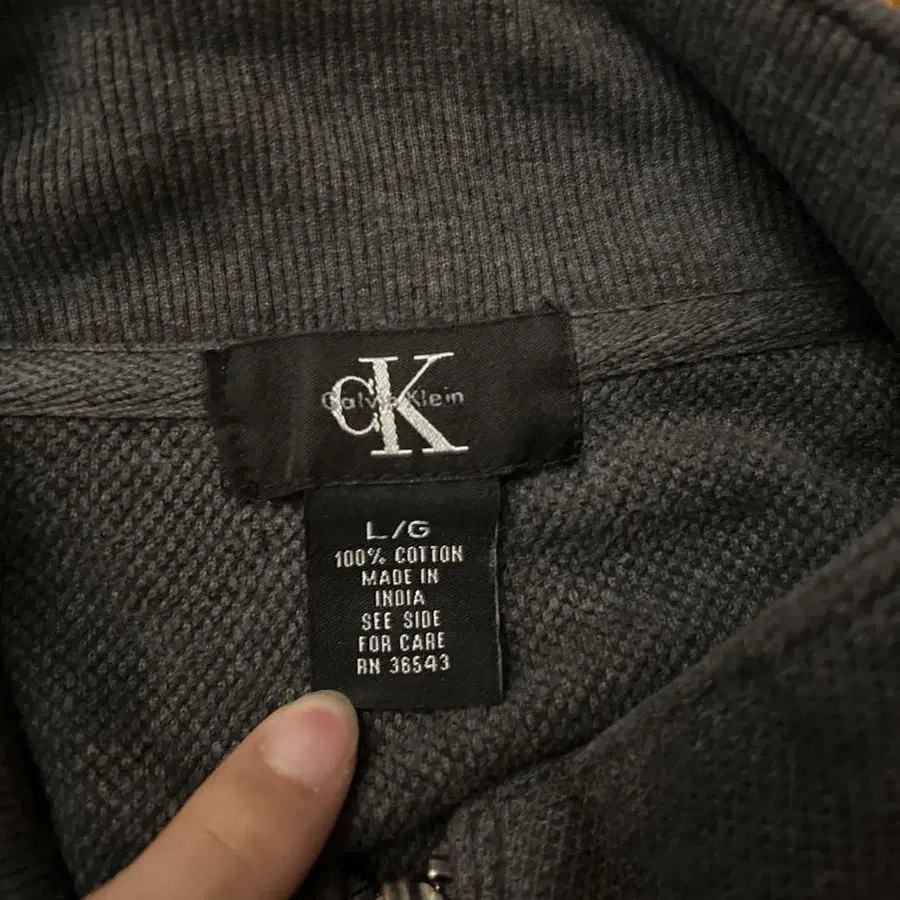 CK
Calvin Klein
L/G
100% COTTON
MADE IN
INDIA
SEE SIDE
FOR CARE
RN 36543